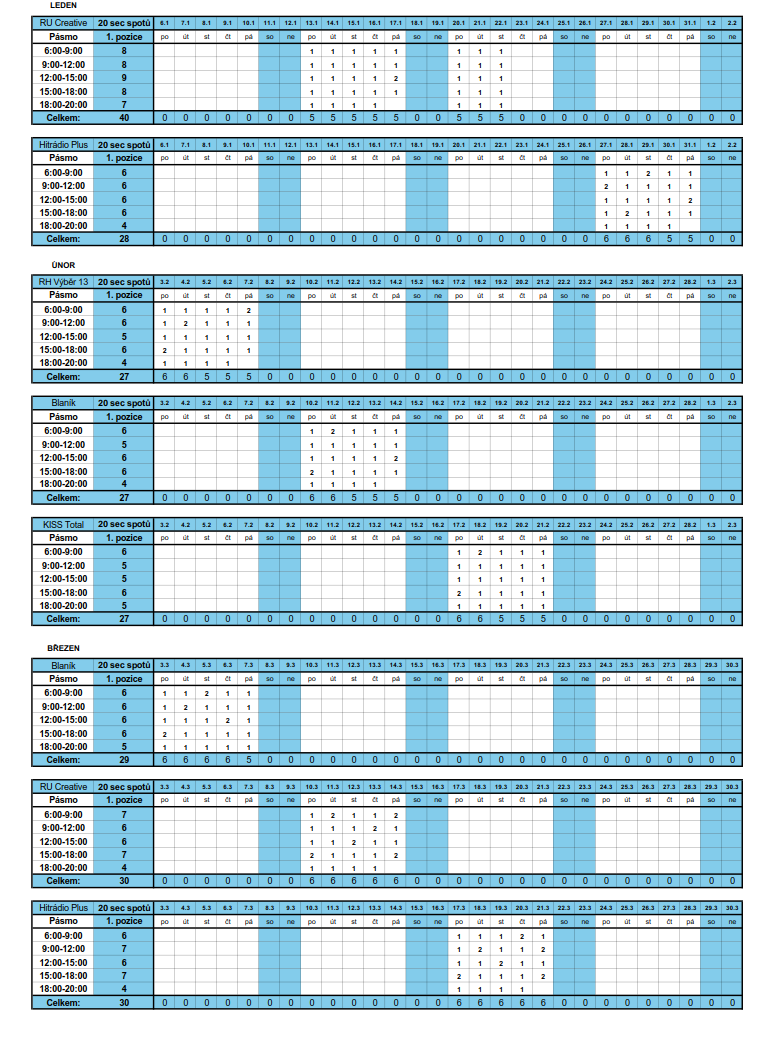 LEDEN
RU Creative 20 sec spotů 6.1 7.1 8.1 9.1 10.1 11.1 12.1 13.1 14.1 15.1 16.1 17.1 18.1 19.1 20.1 21.1 22.1 23.1 24.1 25.1 26.1 27.1 28.1 29.1 30.1 31.1 1.2 2.2
Pásmo 1. pozice po út st čt pá so ne po út st čt pá so ne po út st čt pá so ne po út st čt pá so ne
6:00-9:00 8 1 1 1 1 1 1 1 1
9:00-12:00 8 1 1 1 1 1 1 1 1
12:00-15:00 9 1 1 1 1 2 1 1 1
15:00-18:00 8 1 1 1 1 1 1 1 1
18:00-20:00 7 1 1 1 1 1 1 1
Celkem: 40 0 0 0 0 0 0 0 5 5 5 5 5 0 0 5 5 5 0 0 0 0 0 0 0 0 0 0 0
Hitrádio Plus 20 sec spotů 6.1 7.1 8.1 9.1 10.1 11.1 12.1 13.1 14.1 15.1 16.1 17.1 18.1 19.1 20.1 21.1 22.1 23.1 24.1 25.1 26.1 27.1 28.1 29.1 30.1 31.1 1.2 2.2
Pásmo 1. pozice po út st čt pá so ne po út st čt pá so ne po út st čt pá so ne po út st čt pá so ne
6:00-9:00 6 1 1 2 1 1
9:00-12:00 6 2 1 1 1 1
12:00-15:00 6 1 1 1 1 2
15:00-18:00 6 1 2 1 1 1
18:00-20:00 4 1 1 1 1
Celkem: 28 0 0 0 0 0 0 0 0 0 0 0 0 0 0 0 0 0 0 0 0 0 6 6 6 5 5 0 0
ÚNOR
RH Výběr 13 20 sec spotů 3.2 4.2 5.2 6.2 7.2 8.2 9.2 10.2 11.2 12.2 13.2 14.2 15.2 16.2 17.2 18.2 19.2 20.2 21.2 22.2 23.2 24.2 25.2 26.2 27.2 28.2 1.3 2.3
Pásmo 1. pozice po út st čt pá so ne po út st čt pá so ne po út st čt pá so ne po út st čt pá so ne
6:00-9:00 6 1 1 1 1 2
9:00-12:00 6 1 2 1 1 1
12:00-15:00 5 1 1 1 1 1
15:00-18:00 6 2 1 1 1 1
18:00-20:00 4 1 1 1 1
Celkem: 27 6 6 5 5 5 0 0 0 0 0 0 0 0 0 0 0 0 0 0 0 0 0 0 0 0 0 0 0
Blaník 20 sec spotů 3.2 4.2 5.2 6.2 7.2 8.2 9.2 10.2 11.2 12.2 13.2 14.2 15.2 16.2 17.2 18.2 19.2 20.2 21.2 22.2 23.2 24.2 25.2 26.2 27.2 28.2 1.3 2.3
Pásmo 1. pozice po út st čt pá so ne po út st čt pá so ne po út st čt pá so ne po út st čt pá so ne
6:00-9:00 6 1 2 1 1 1
9:00-12:00 5 1 1 1 1 1
12:00-15:00 6 1 1 1 1 2
15:00-18:00 6 2 1 1 1 1
18:00-20:00 4 1 1 1 1
Celkem: 27 0 0 0 0 0 0 0 6 6 5 5 5 0 0 0 0 0 0 0 0 0 0 0 0 0 0 0 0
KISS Total 20 sec spotů 3.2 4.2 5.2 6.2 7.2 8.2 9.2 10.2 11.2 12.2 13.2 14.2 15.2 16.2 17.2 18.2 19.2 20.2 21.2 22.2 23.2 24.2 25.2 26.2 27.2 28.2 1.3 2.3
Pásmo 1. pozice po út st čt pá so ne po út st čt pá so ne po út st čt pá so ne po út st čt pá so ne
6:00-9:00 6 1 2 1 1 1
9:00-12:00 5 1 1 1 1 1
12:00-15:00 5 1 1 1 1 1
15:00-18:00 6 2 1 1 1 1
18:00-20:00 5 1 1 1 1 1
Celkem: 27 0 0 0 0 0 0 0 0 0 0 0 0 0 0 6 6 5 5 5 0 0 0 0 0 0 0 0 0
BŘEZEN
Blaník 20 sec spotů 3.3 4.3 5.3 6.3 7.3 8.3 9.3 10.3 11.3 12.3 13.3 14.3 15.3 16.3 17.3 18.3 19.3 20.3 21.3 22.3 23.3 24.3 25.3 26.3 27.3 28.3 29.3 30.3
Pásmo 1. pozice po út st čt pá so ne po út st čt pá so ne po út st čt pá so ne po út st čt pá so ne
6:00-9:00 6 1 1 2 1 1
9:00-12:00 6 1 2 1 1 1
12:00-15:00 6 1 1 1 2 1
15:00-18:00 6 2 1 1 1 1
18:00-20:00 5 1 1 1 1 1
Celkem: 29 6 6 6 6 5 0 0 0 0 0 0 0 0 0 0 0 0 0 0 0 0 0 0 0 0 0 0 0
RU Creative 20 sec spotů 3.3 4.3 5.3 6.3 7.3 8.3 9.3 10.3 11.3 12.3 13.3 14.3 15.3 16.3 17.3 18.3 19.3 20.3 21.3 22.3 23.3 24.3 25.3 26.3 27.3 28.3 29.3 30.3
Pásmo 1. pozice po út st čt pá so ne po út st čt pá so ne po út st čt pá so ne po út st čt pá so ne
6:00-9:00 7 1 2 1 1 2
9:00-12:00 6 1 1 1 2 1
12:00-15:00 6 1 1 2 1 1
15:00-18:00 7 2 1 1 1 2
18:00-20:00 4 1 1 1 1
Celkem: 30 0 0 0 0 0 0 0 6 6 6 6 6 0 0 0 0 0 0 0 0 0 0 0 0 0 0 0 0
Hitrádio Plus 20 sec spotů 3.3 4.3 5.3 6.3 7.3 8.3 9.3 10.3 11.3 12.3 13.3 14.3 15.3 16.3 17.3 18.3 19.3 20.3 21.3 22.3 23.3 24.3 25.3 26.3 27.3 28.3 29.3 30.3
Pásmo 1. pozice po út st čt pá so ne po út st čt pá so ne po út st čt pá so ne po út st čt pá so ne
6:00-9:00 6 1 1 1 2 1
9:00-12:00 7 1 2 1 1 2
12:00-15:00 6 1 1 2 1 1
15:00-18:00 7 2 1 1 1 2
18:00-20:00 4 1 1 1 1
Celkem: 30 0 0 0 0 0 0 0 0 0 0 0 0 0 0 6 6 6 6 6 0 0 0 0 0 0 0 0 0